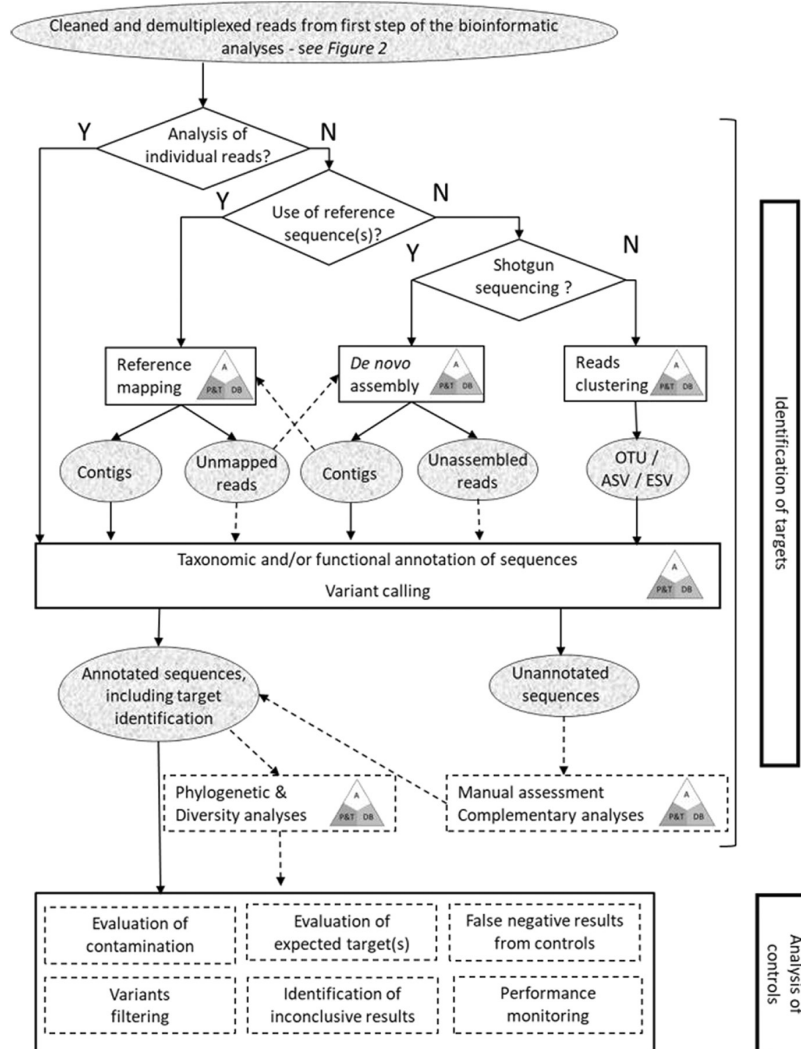 Cleaned and demultiplexed reads from first step of the bioinformatic
analyses - see Figure 2
Y
Analysis of
individual reads?
N
Y
Use of reference
sequence(s)?
N
Y
Shotgun
sequencing ?
N
Reference
mapping
A
P&T DB
De novo
assembly
A
P&T DB
Reads
clustering
A
P&T DB
Contigs
Unmapped
reads
Contigs
Unassembled
reads
OTU /
ASV / ESV
Taxonomic and/or functional annotation of sequences
Variant calling
A
P&T DB
Annotated sequences,
including target
identification
Unannotated
sequences
Phylogenetic &
Diversity analyses
A
P&T DB
Manual assessment
Complementary analyses
A
P&T DB
Identification of targets
Evaluation of
contamination
Evaluation of
expected target(s)
False negative results
from controls
Variants
filtering
Identification of
inconclusive results
Performance
monitoring
Analysis of
controls